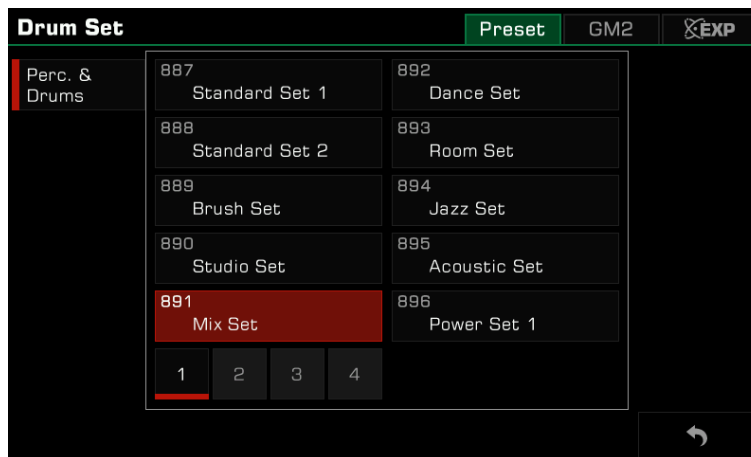 Drum Set
Preset
GM2
EXP
Perc. &
Drums
887
Standard Set 1
888
Standard Set 2
889
Brush Set
890
Studio Set
891
Mix Set
892
Dance Set
893
Room Set
894
Jazz Set
895
Acoustic Set
896
Power Set 1
1 2 3 4